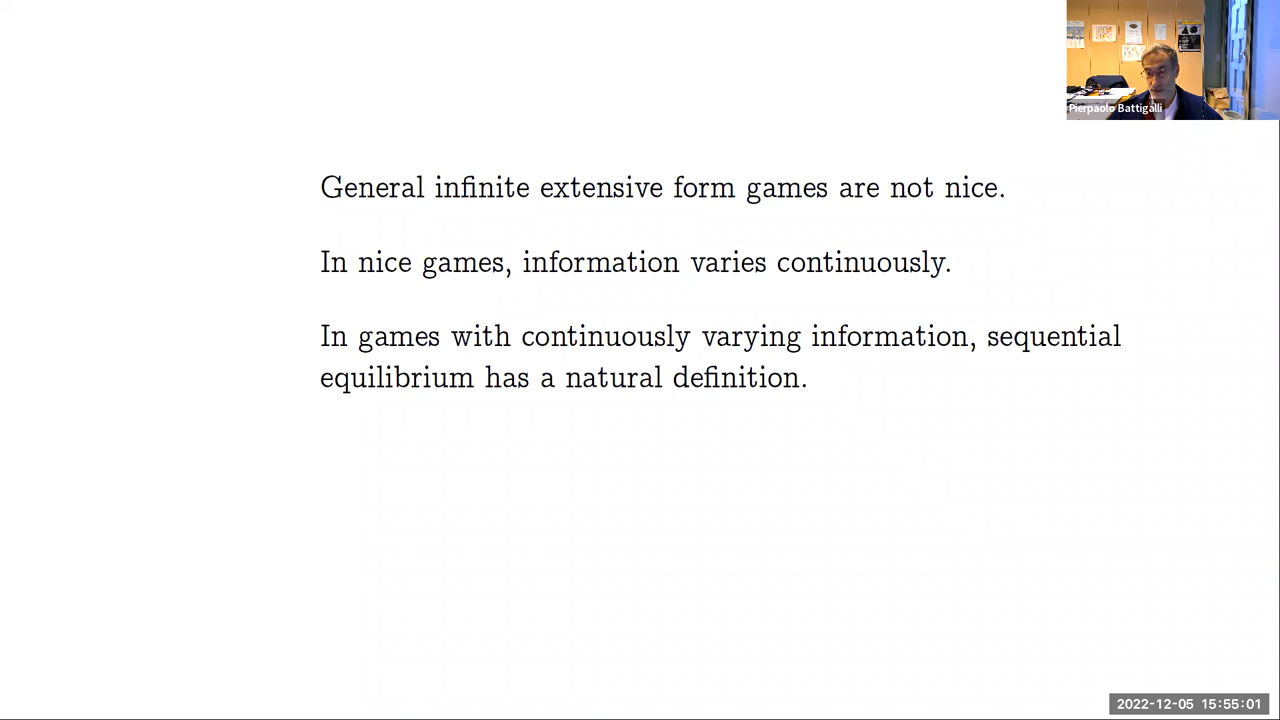 Pierpaolo Battigalli
General infinite extensive form games are not nice.
In nice games, information varies continuously.
In games with continuously varying information, sequential
equilibrium has a natural definition.
2022-12-05 15:55:01